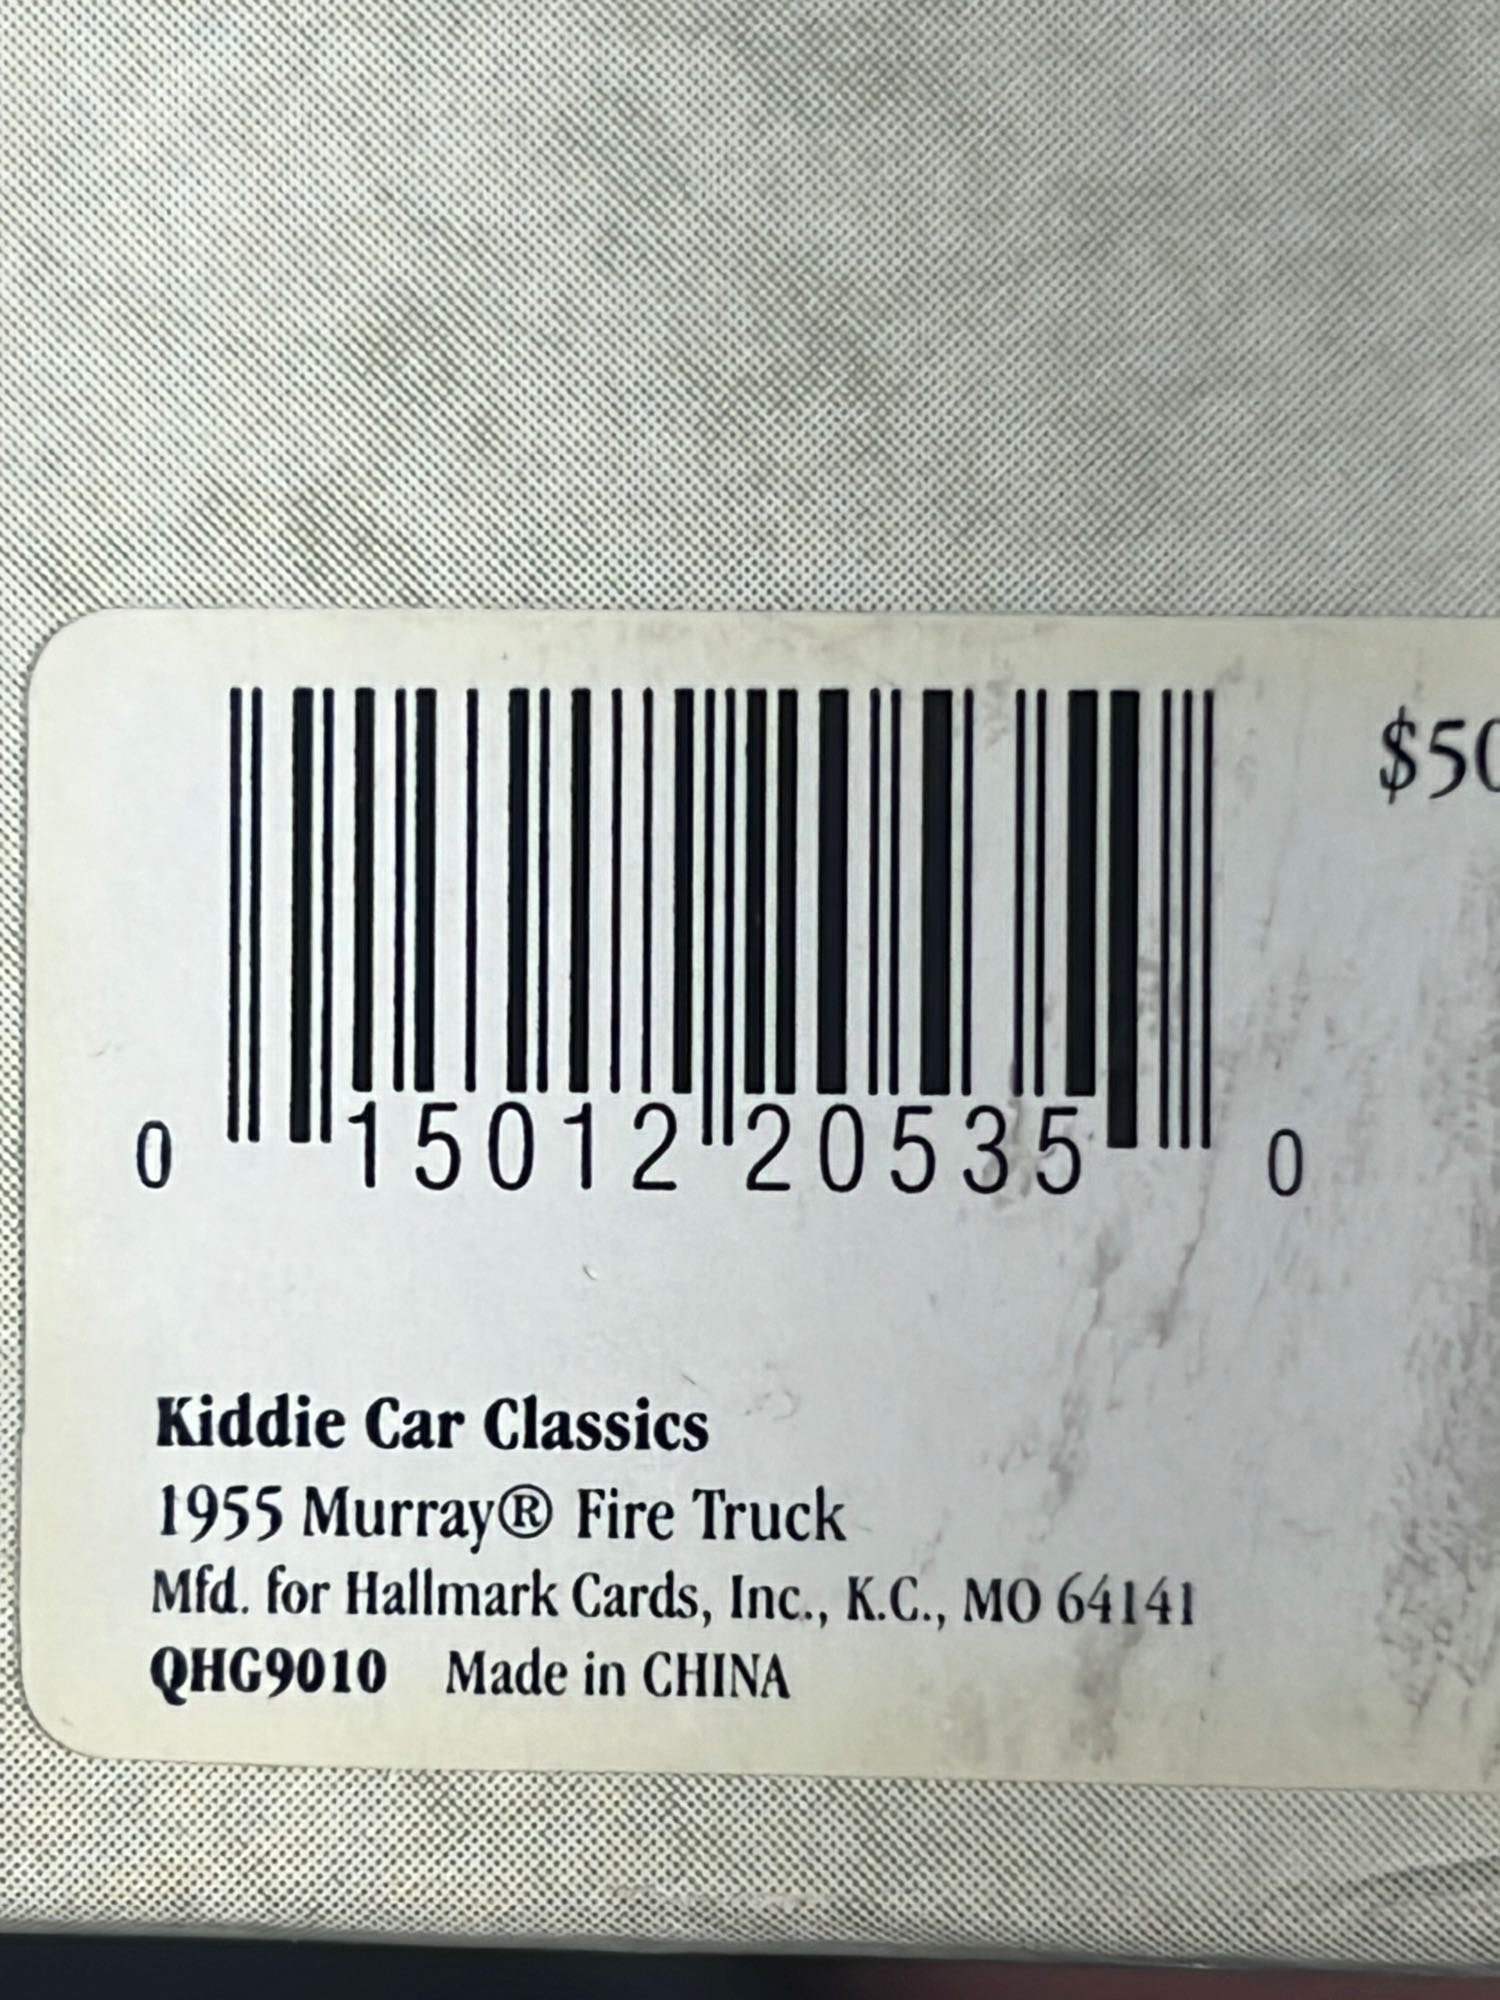 $50
0 15012 20535 0
Kiddie Car Classics
1955 Murray® Fire Truck
Mfd. for Hallmark Cards, Inc., K.C., MO 64141
QHG9010 Made in CHINA